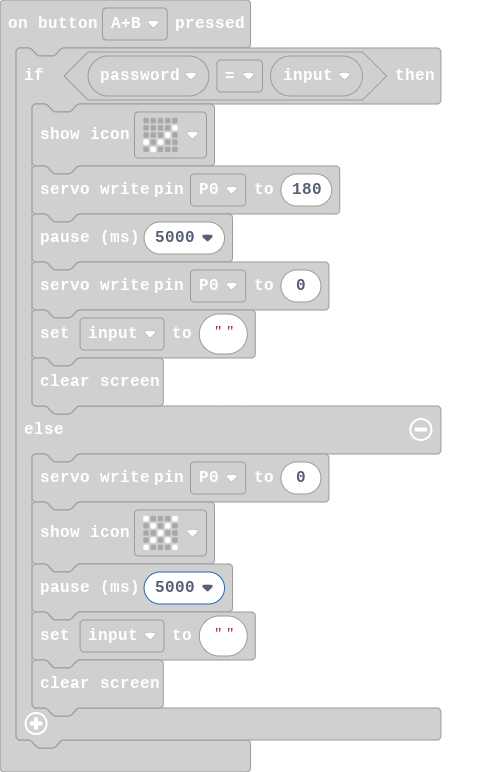 on button A+B pressed
if password = input then
show icon
servo write pin P0 to 180
pause (ms) 5000
servo write pin P0 to 0
set input to " "
clear screen
else
servo write pin P0 to 0
show icon
pause (ms) 5000
set input to " "
clear screen